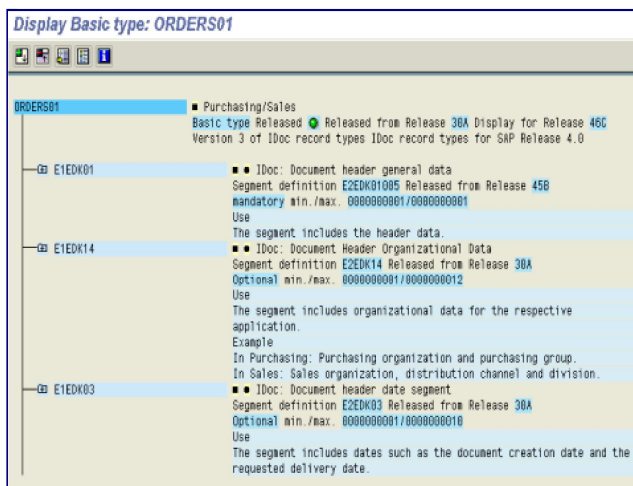 Display Basic type: ORDERS01
ORDERS01 Purchasing/Sales
Basic type Released Released from Release 30A Display for Release 46C
Version 3 of IDoc record types IDoc record types for SAP Release 4.0
E1EDK01 IDoc: Document header general data
Segment definition E2EDK01005 Released from Release 45B
mandatory min./max. 0000000001/0000000001
Use
The segment includes the header data.
E1EDK14 IDoc: Document Header Organizational Data
Segment definition E2EDK14 Released from Release 30A
Optional min./max. 0000000001/0000000012
Use
The segment includes organizational data for the respective
application.
Example
In Purchasing: Purchasing organization and purchasing group.
In Sales: Sales organization, distribution channel and division.
E1EDK03 IDoc: Document header date segment
Segment definition E2EDK03 Released from Release 30A
Optional min./max. 0000000001/0000000010
Use
The segment includes dates such as the document creation date and the
requested delivery date.